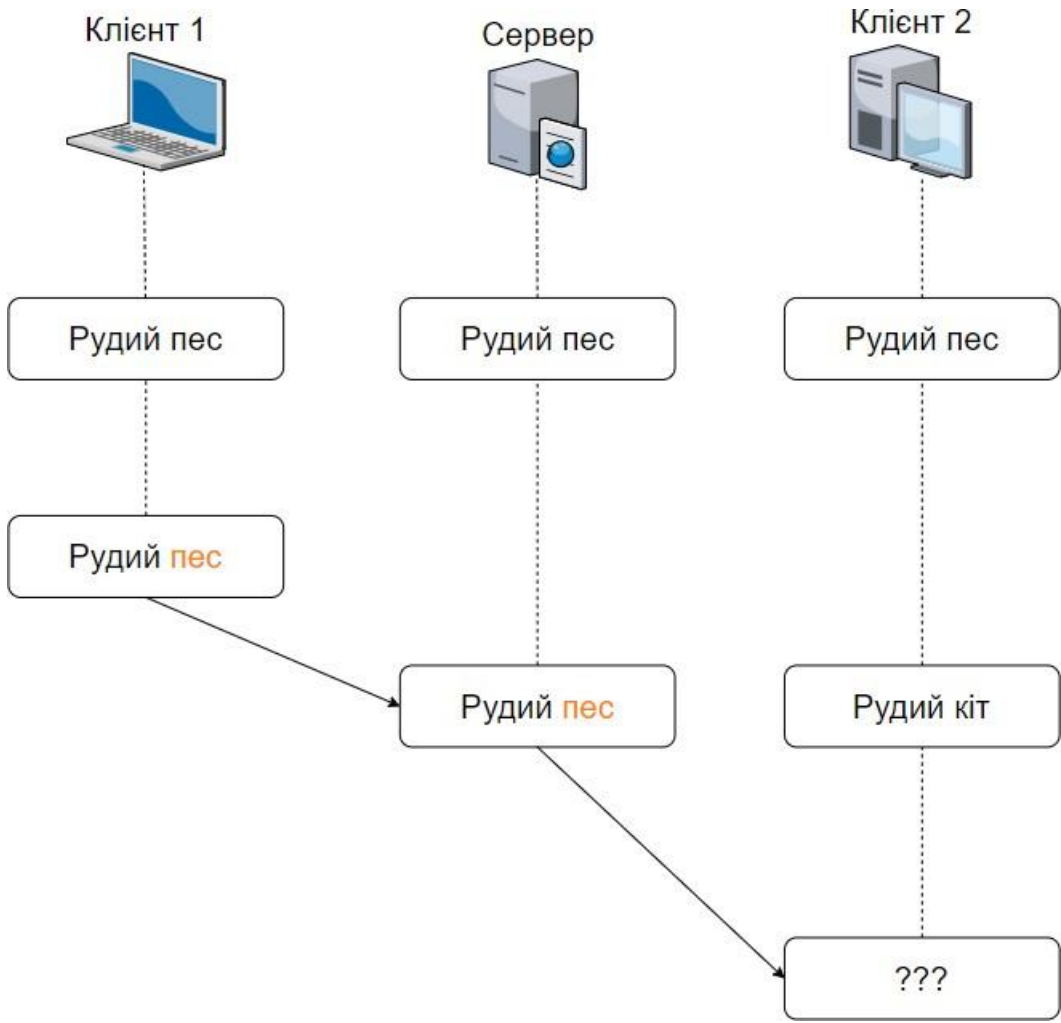 Клієнт 1
Сервер
Клієнт 2
Рудий пес
Рудий пес
Рудий пес
Рудий пес
Рудий пес
Рудий кіт
???